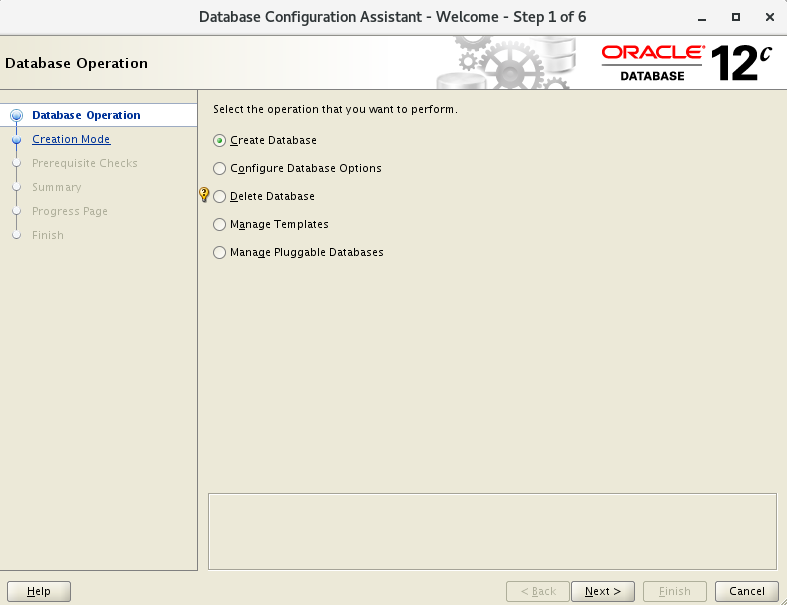 Database Configuration Assistant - Welcome - Step 1 of 6
Database Operation
ORACLE®
DATABASE
12c
Database Operation
Creation Mode
Prerequisite Checks
Summary
Progress Page
Finish
Select the operation that you want to perform.
Create Database
Configure Database Options
Delete Database
Manage Templates
Manage Pluggable Databases
Help
< Back
Next >
Finish
Cancel